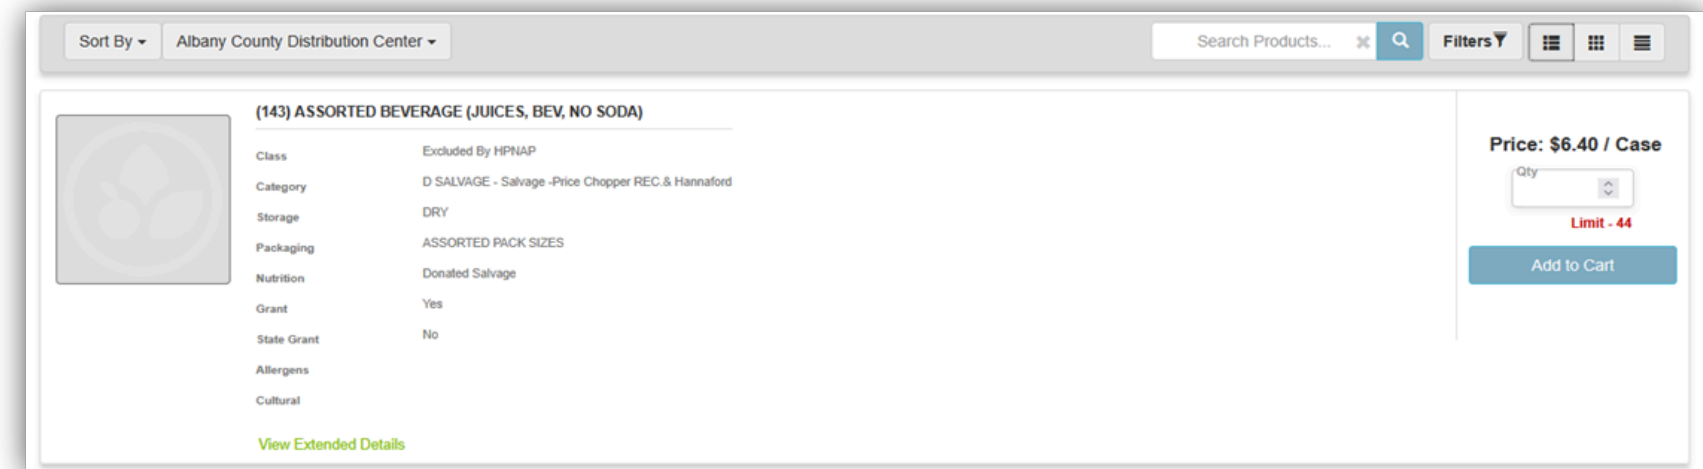 Sort By Albany County Distribution Center Search Products... Filters
(143) ASSORTED BEVERAGE (JUICES, BEV, NO SODA)
Class Excluded By HPNAP
Category D SALVAGE - Salvage -Price Chopper REC.& Hannaford
Storage DRY
Packaging ASSORTED PACK SIZES
Nutrition Donated Salvage
Grant Yes
State Grant No
Allergens
Cultural
View Extended Details
Price: $6.40 / Case
Qty
Limit - 44
Add to Cart